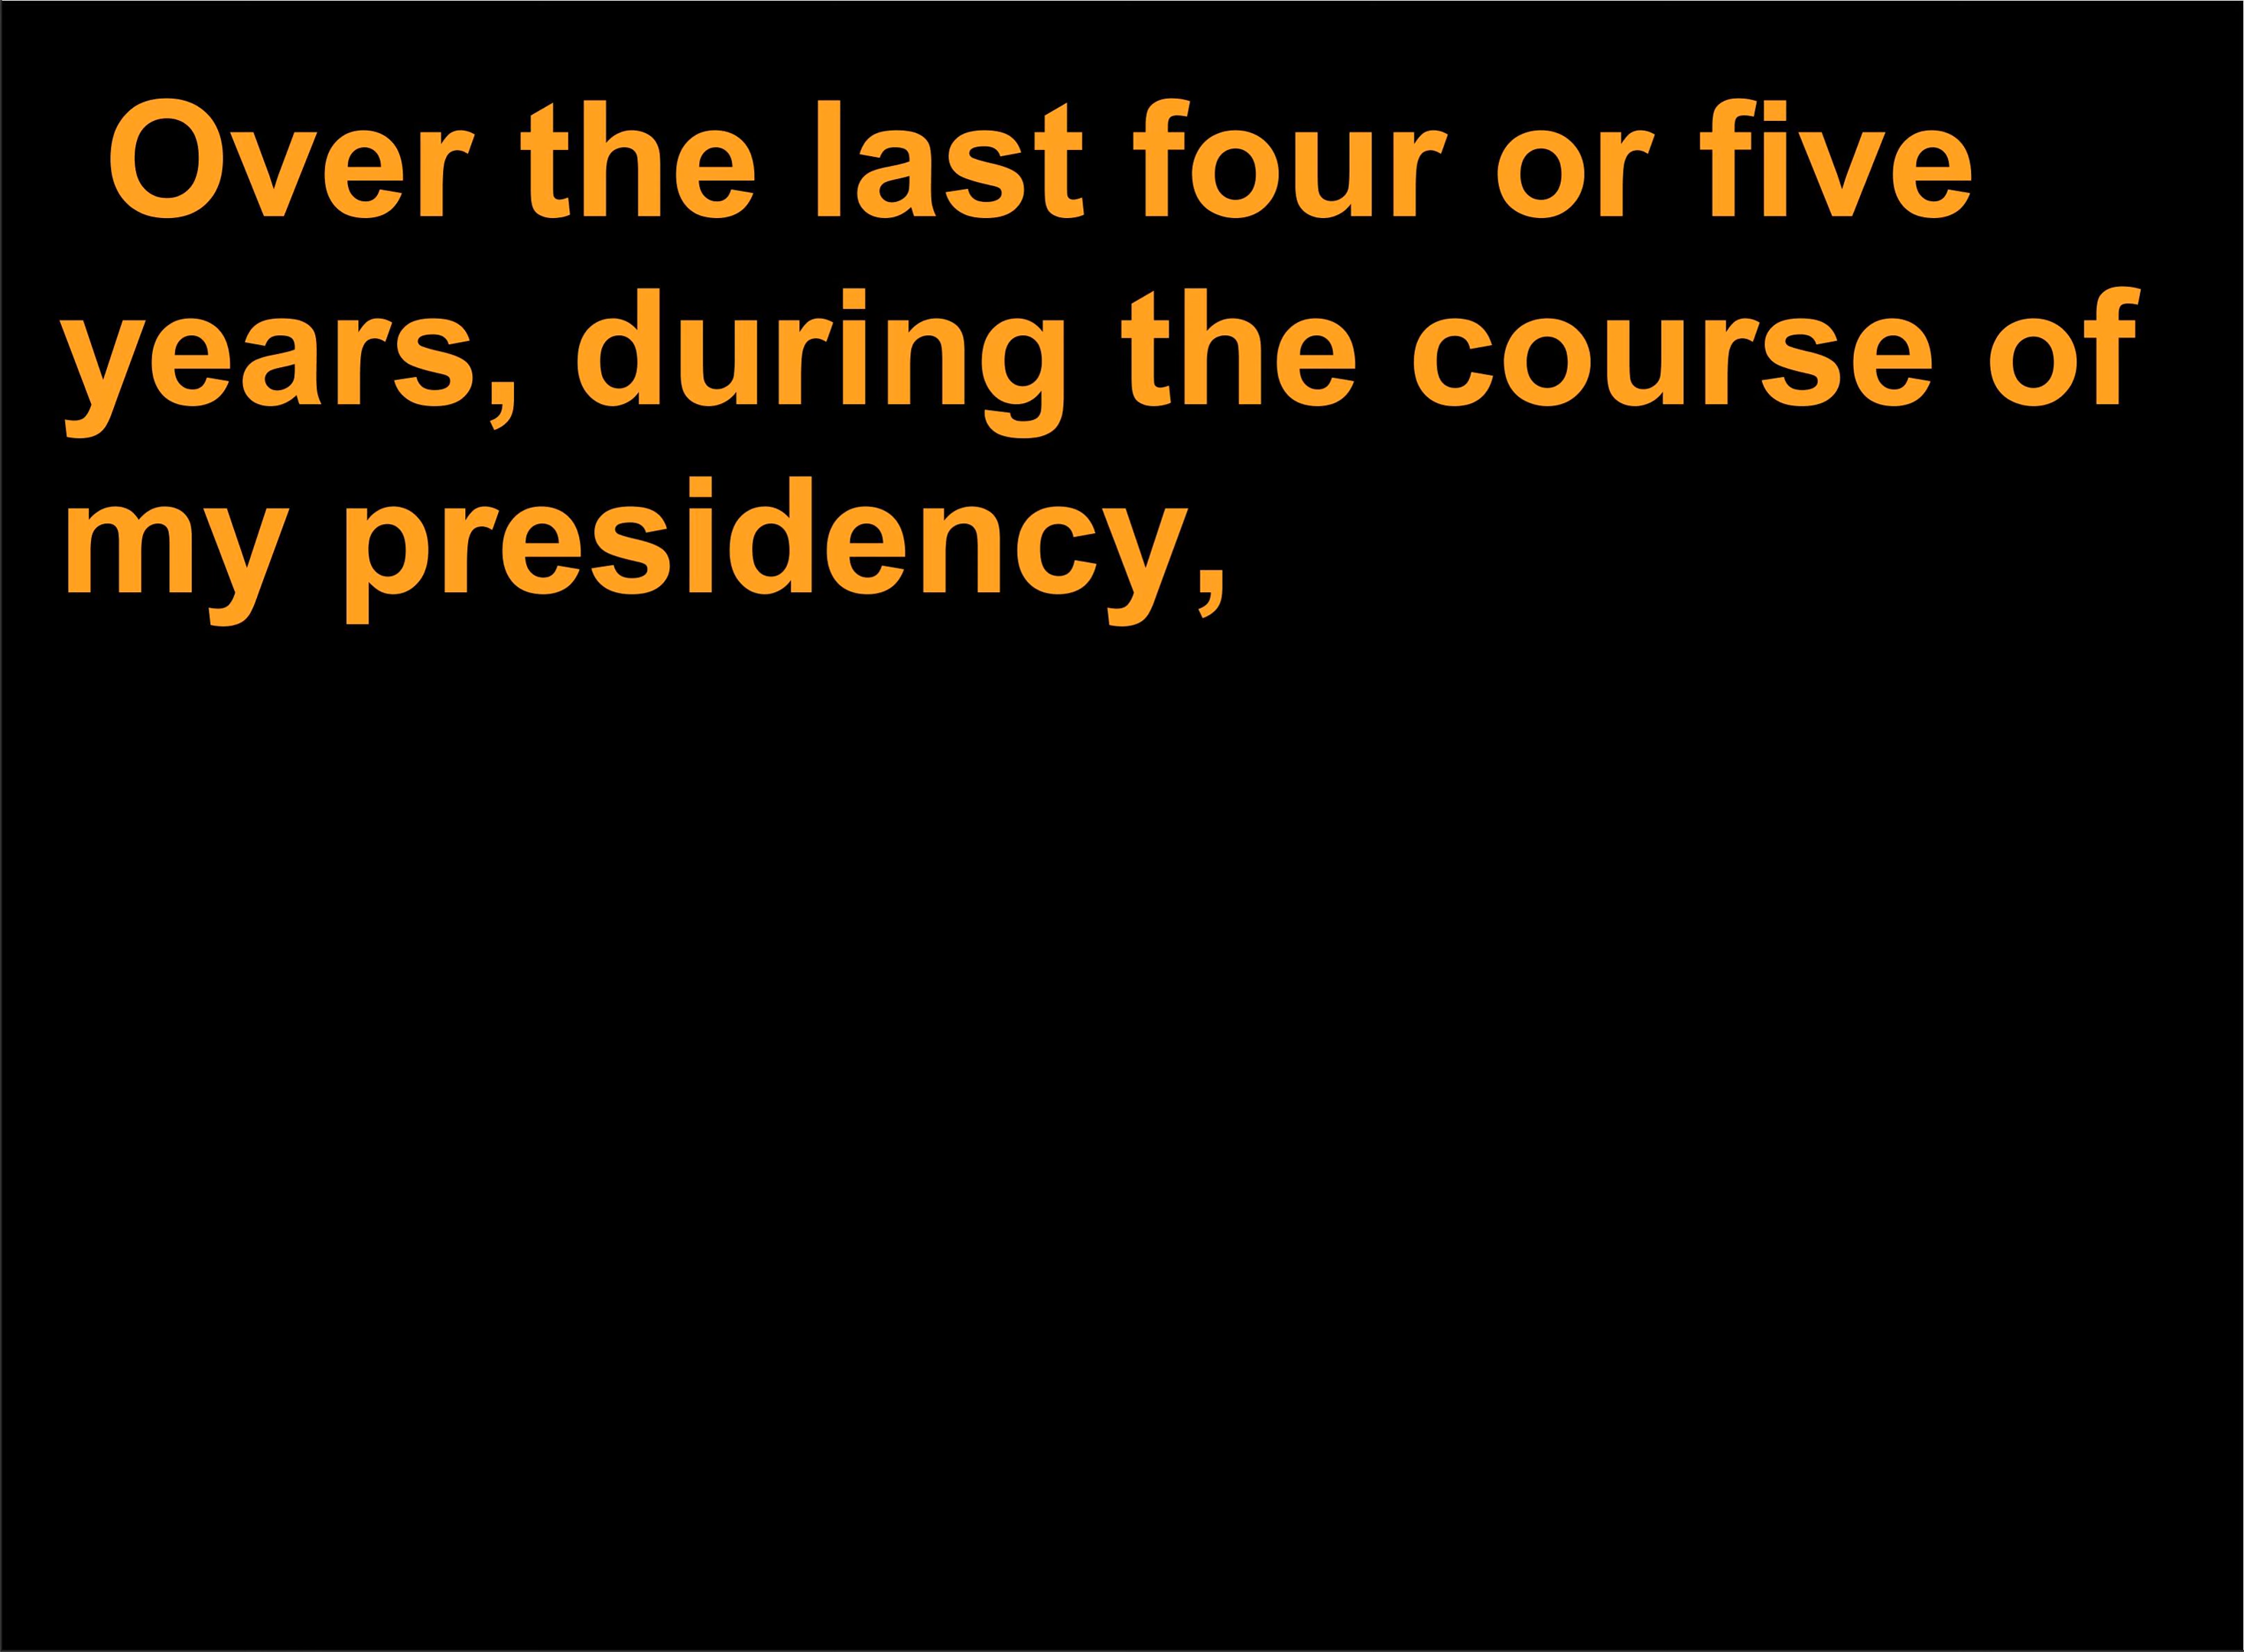 Over the last four or five
years, during the course of
my presidency,